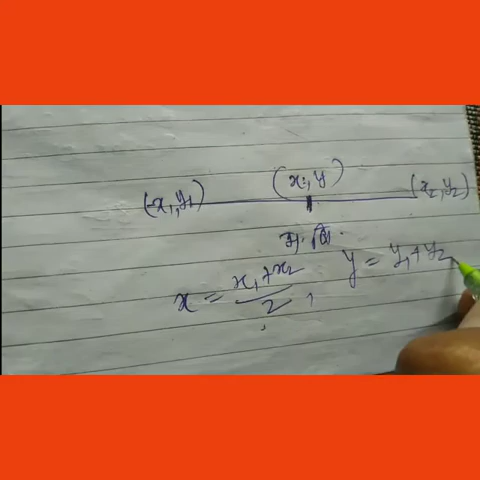 (x, y)
(x₁, y₁) (x₂, y₂)
x = x₁ + x₂ / 2 , y = y₁ + y₂